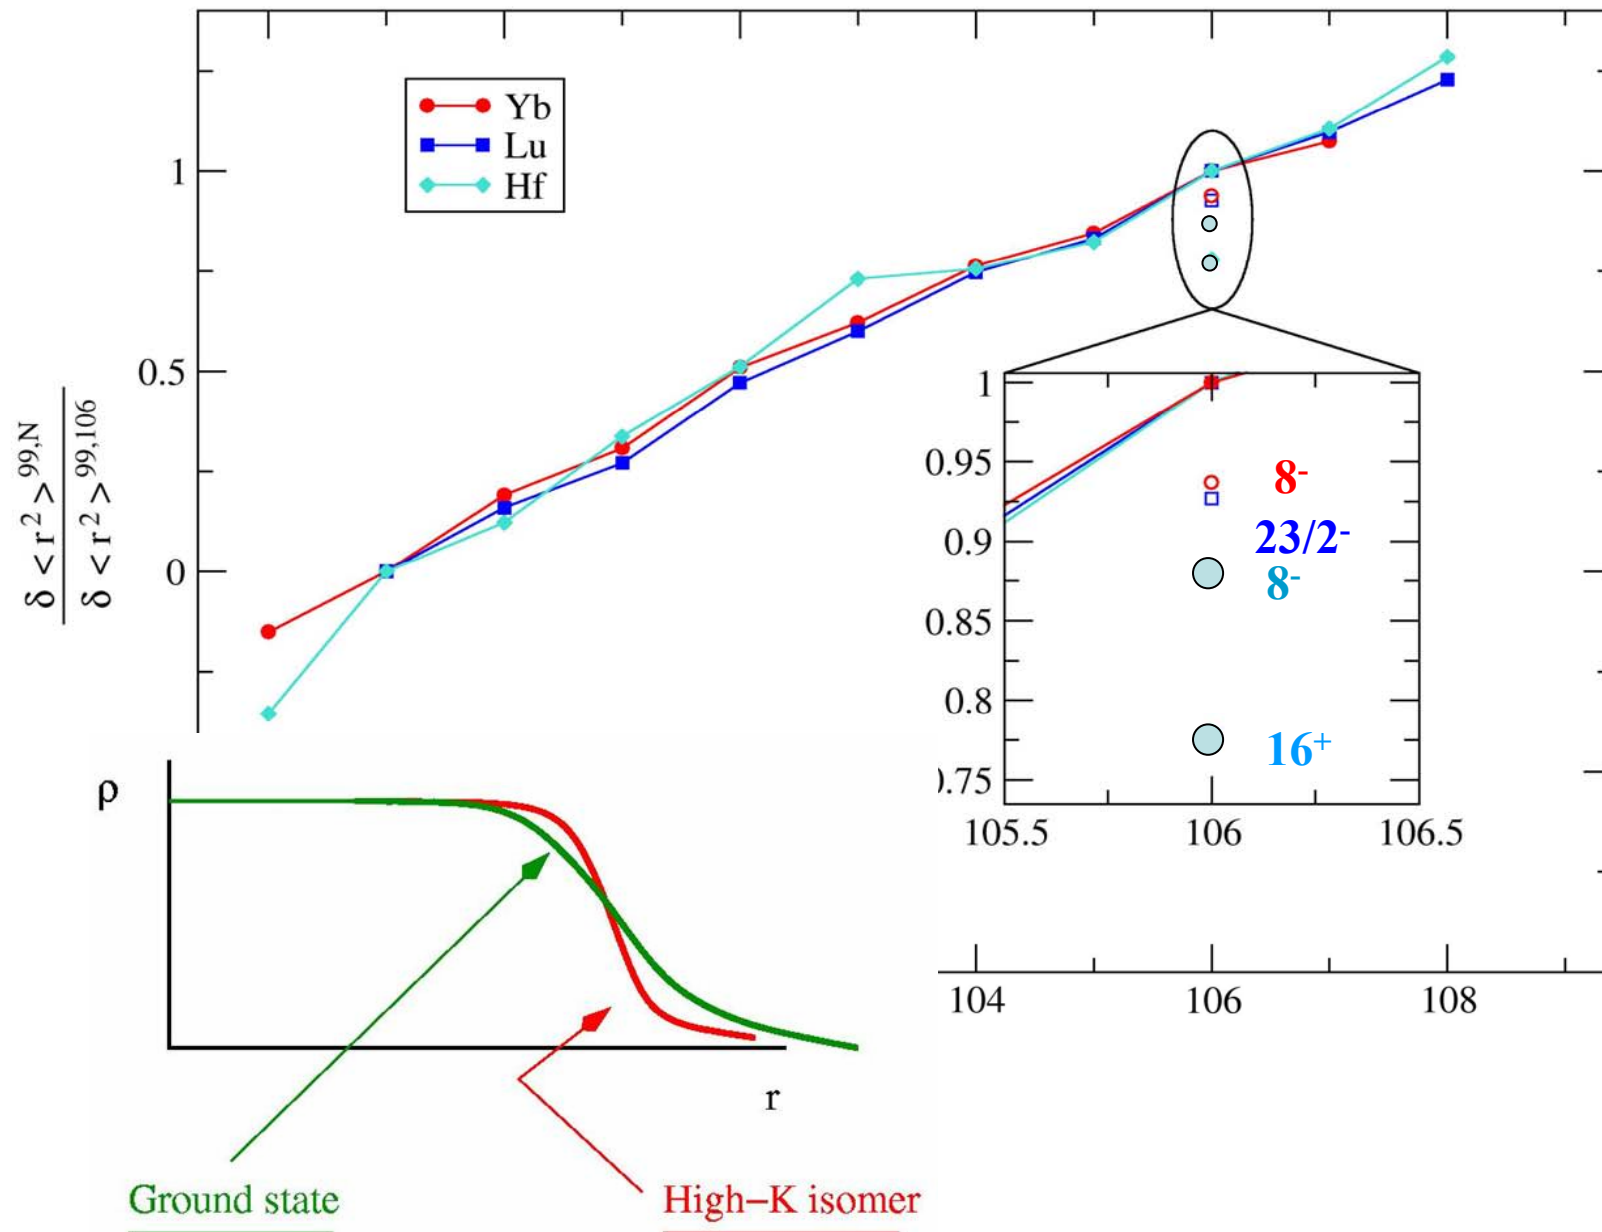 Yb
Lu
Hf
1
0.5
0
δ < r² >⁹⁹,ᴺ
δ < r² >⁹⁹,¹⁰⁶
1
0.95
0.9
0.85
0.8
).75
8⁻
23/2⁻
8⁻
16⁺
105.5 106 106.5
104 106 108
ρ
r
Ground state
High–K isomer